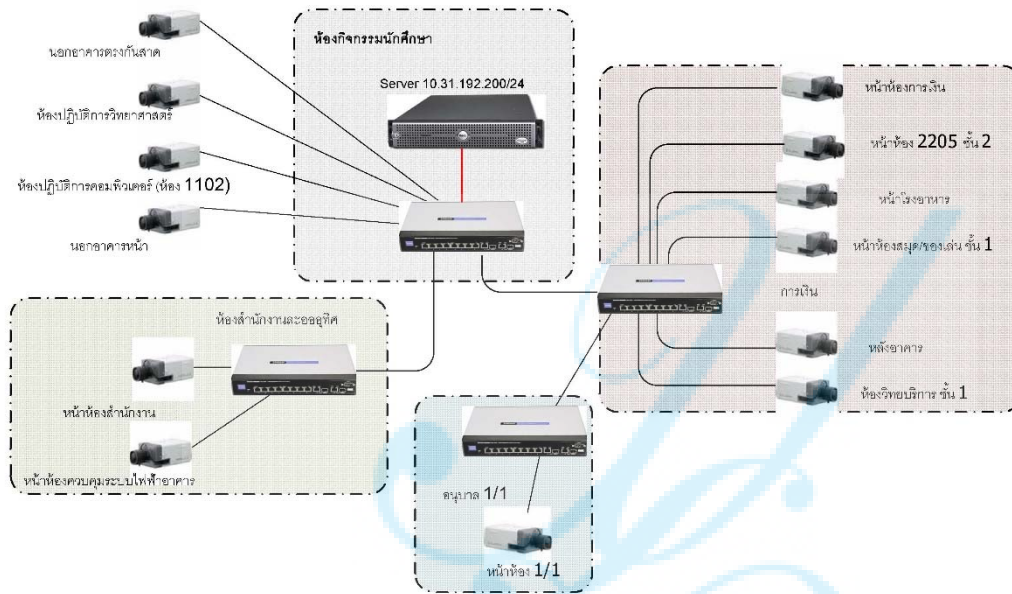 นอกอาคารตรงกันสาด
ห้องปฏิบัติการวิทยาศาสตร์
ห้องปฏิบัติการคอมพิวเตอร์ (ห้อง 1102)
นอกอาคารหน้า
ห้องกิจกรรมนักศึกษา
Server 10.31.192.200/24
หน้าห้องการเงิน
หน้าห้อง 2205 ชั้น 2
หน้าโรงอาหาร
หน้าห้องสมุด/ของเล่น ชั้น 1
การเงิน
หลังอาคาร
ห้องวิทยบริการ ชั้น 1
ห้องสำนักงานละอออุทิศ
หน้าห้องสำนักงาน
หน้าห้องควบคุมระบบไฟฟ้าอาคาร
อนุบาล 1/1
หน้าห้อง 1/1